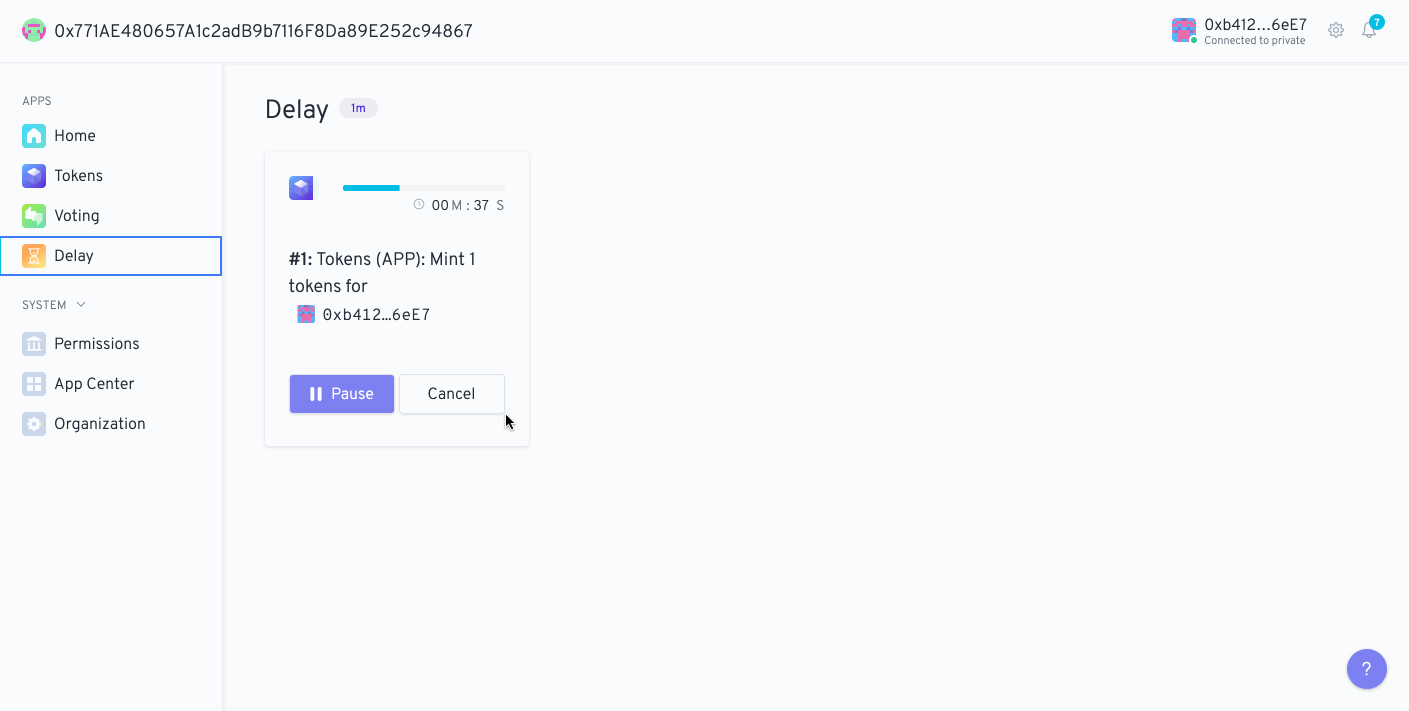 0x771AE480657A1c2adB9b7116F8Da89E252c94867
0xb412...6eE7
Connected to private
7
APPS
Home
Tokens
Voting
Delay
SYSTEM
Permissions
App Center
Organization
Delay
1m
00 M : 37 S
#1: Tokens (APP): Mint 1
tokens for
0xb412…6eE7
Pause
Cancel
?